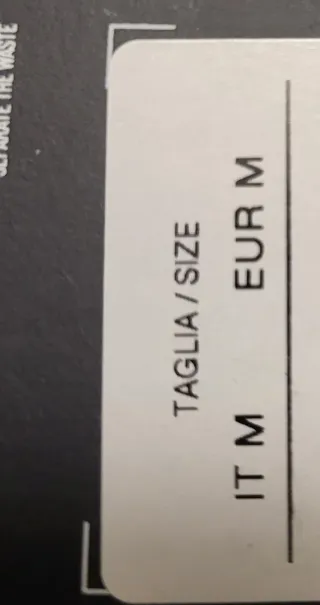 SEPARATE THE WASTE
TAGLIA / SIZE
IT M EUR M